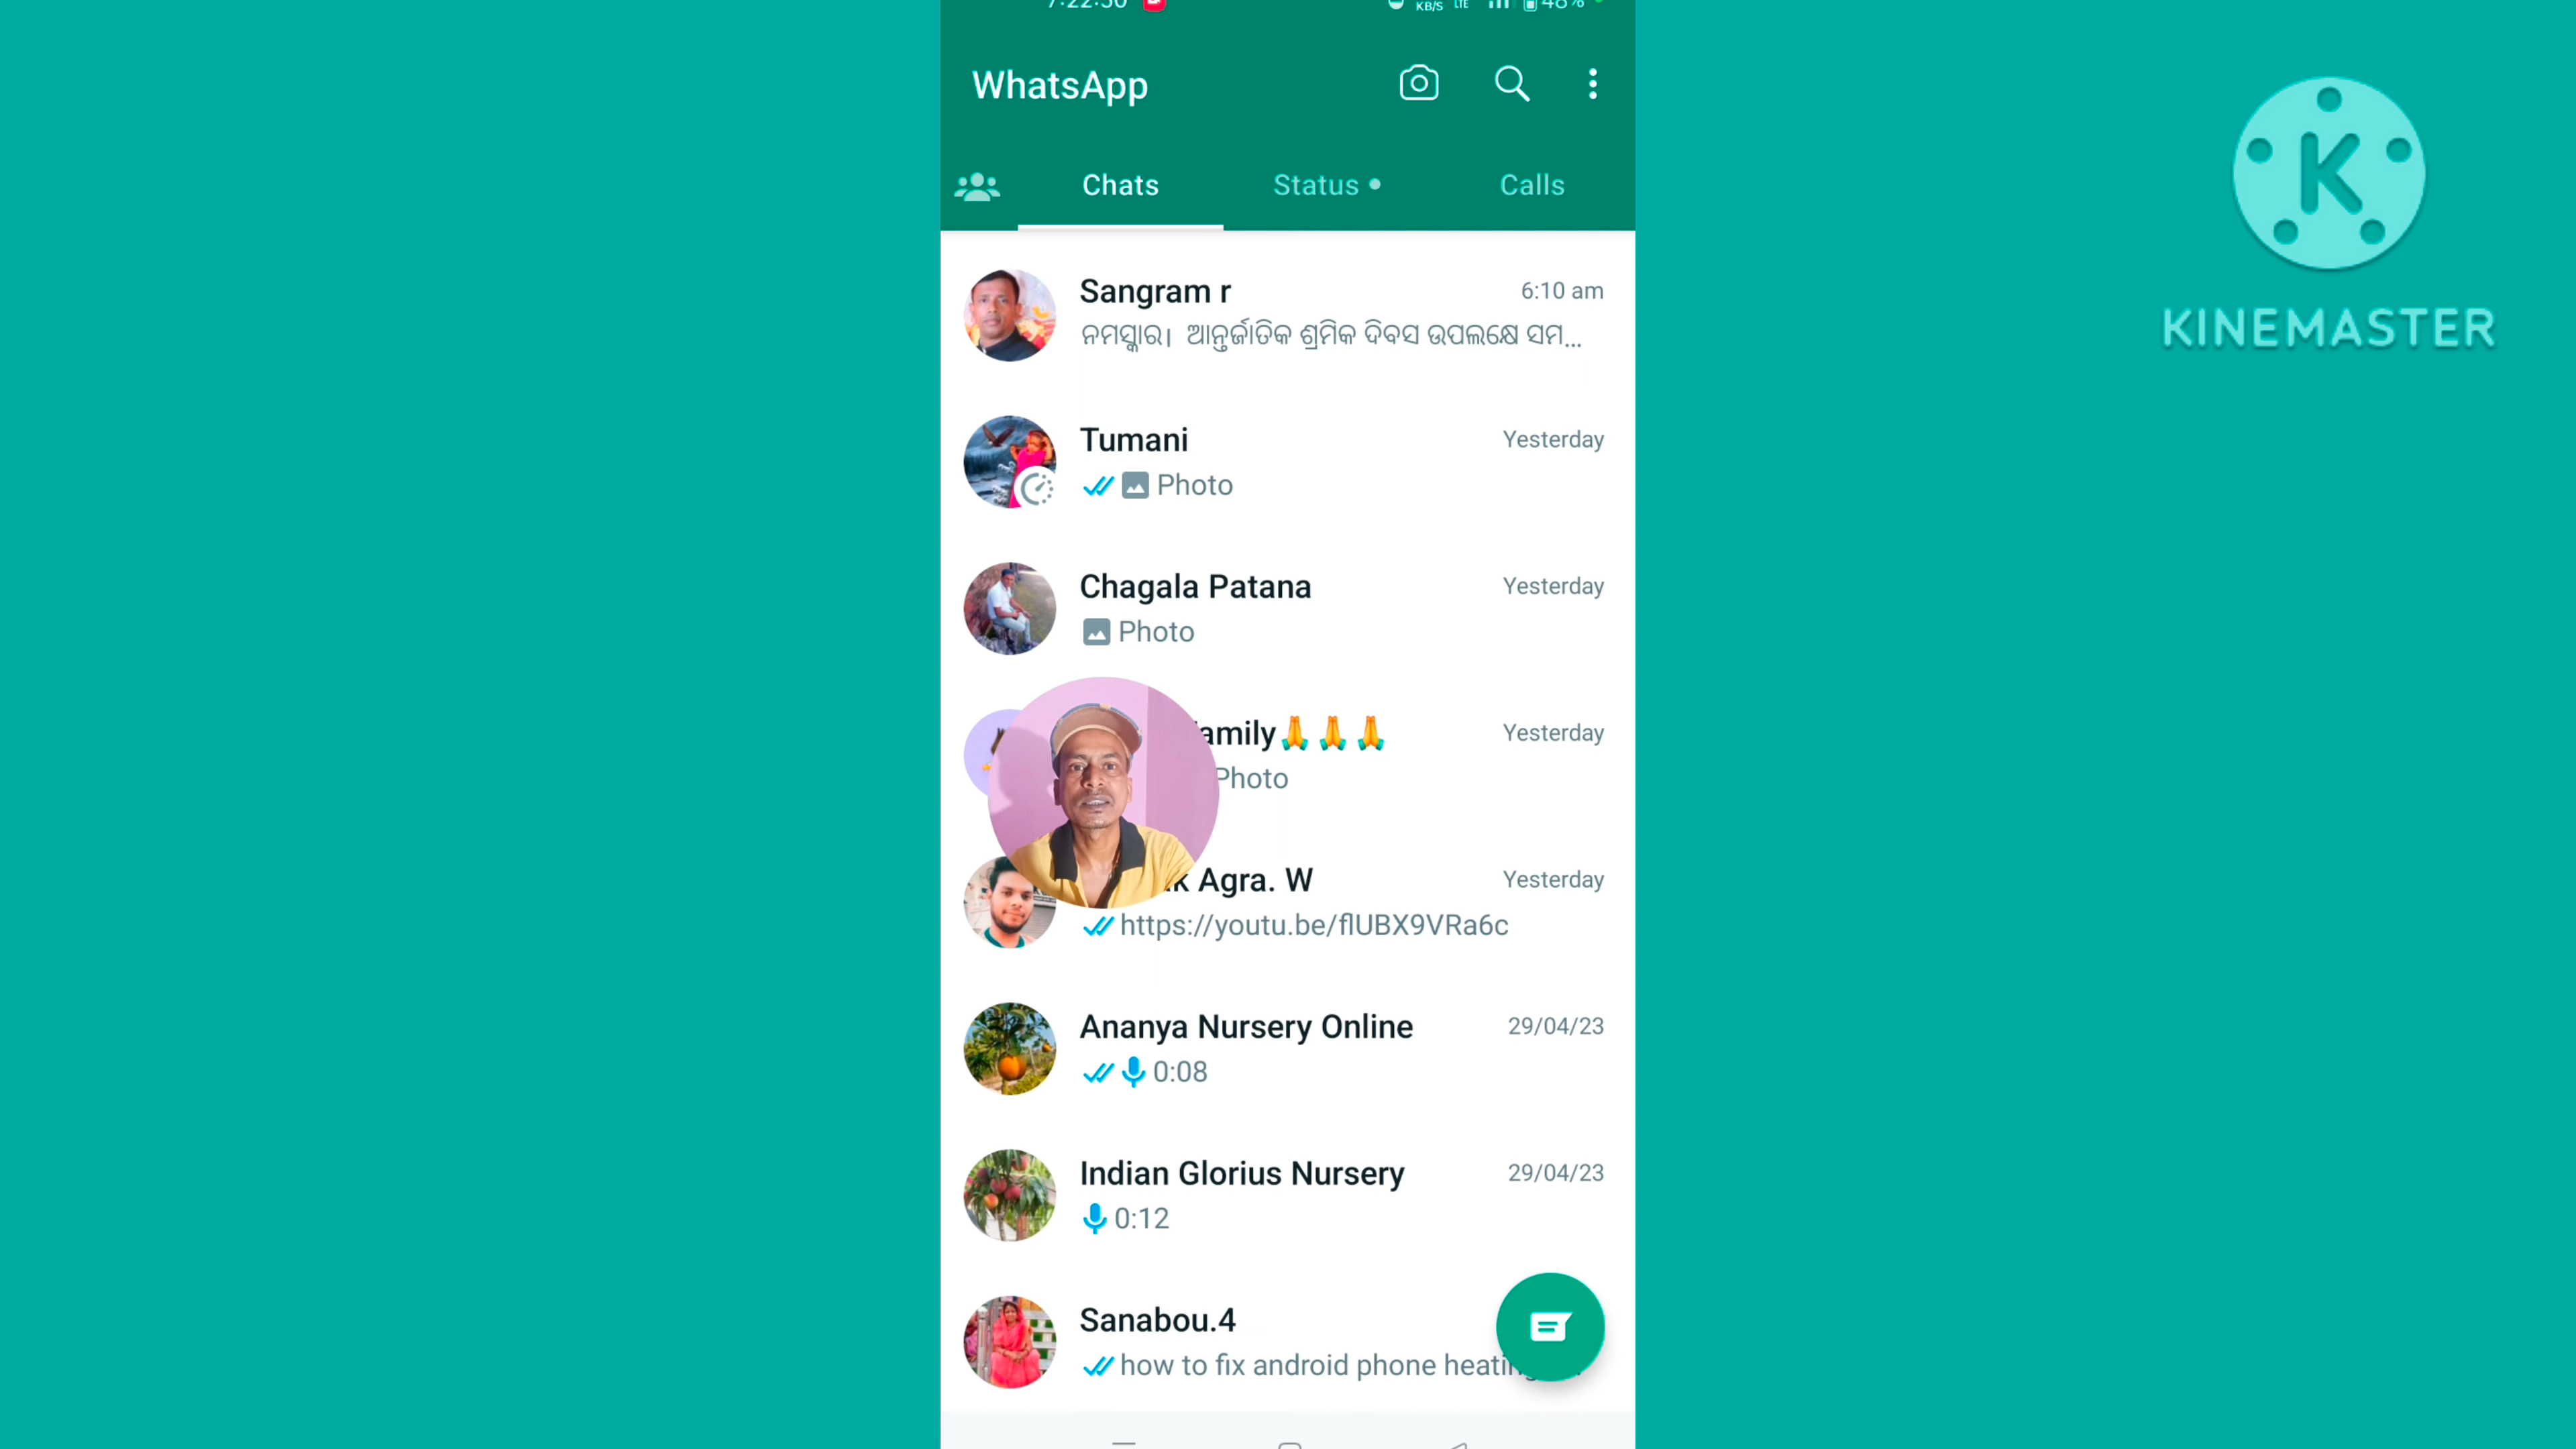 WhatsApp
Chats Status Calls
Sangram r 6:10 am
ନମସ୍କାର। ଆନ୍ତର୍ଜାତିକ ଶ୍ରମିକ ଦିବସ ଉପଲକ୍ଷେ ସମ...
Tumani Yesterday
Photo
Chagala Patana Yesterday
Photo
amily🙏🙏🙏 Yesterday
Photo
k Agra. W Yesterday
https://youtu.be/flUBX9VRa6c
Ananya Nursery Online 29/04/23
0:08
Indian Glorius Nursery 29/04/23
0:12
Sanabou.4
how to fix android phone heatin
K
KINEMASTER